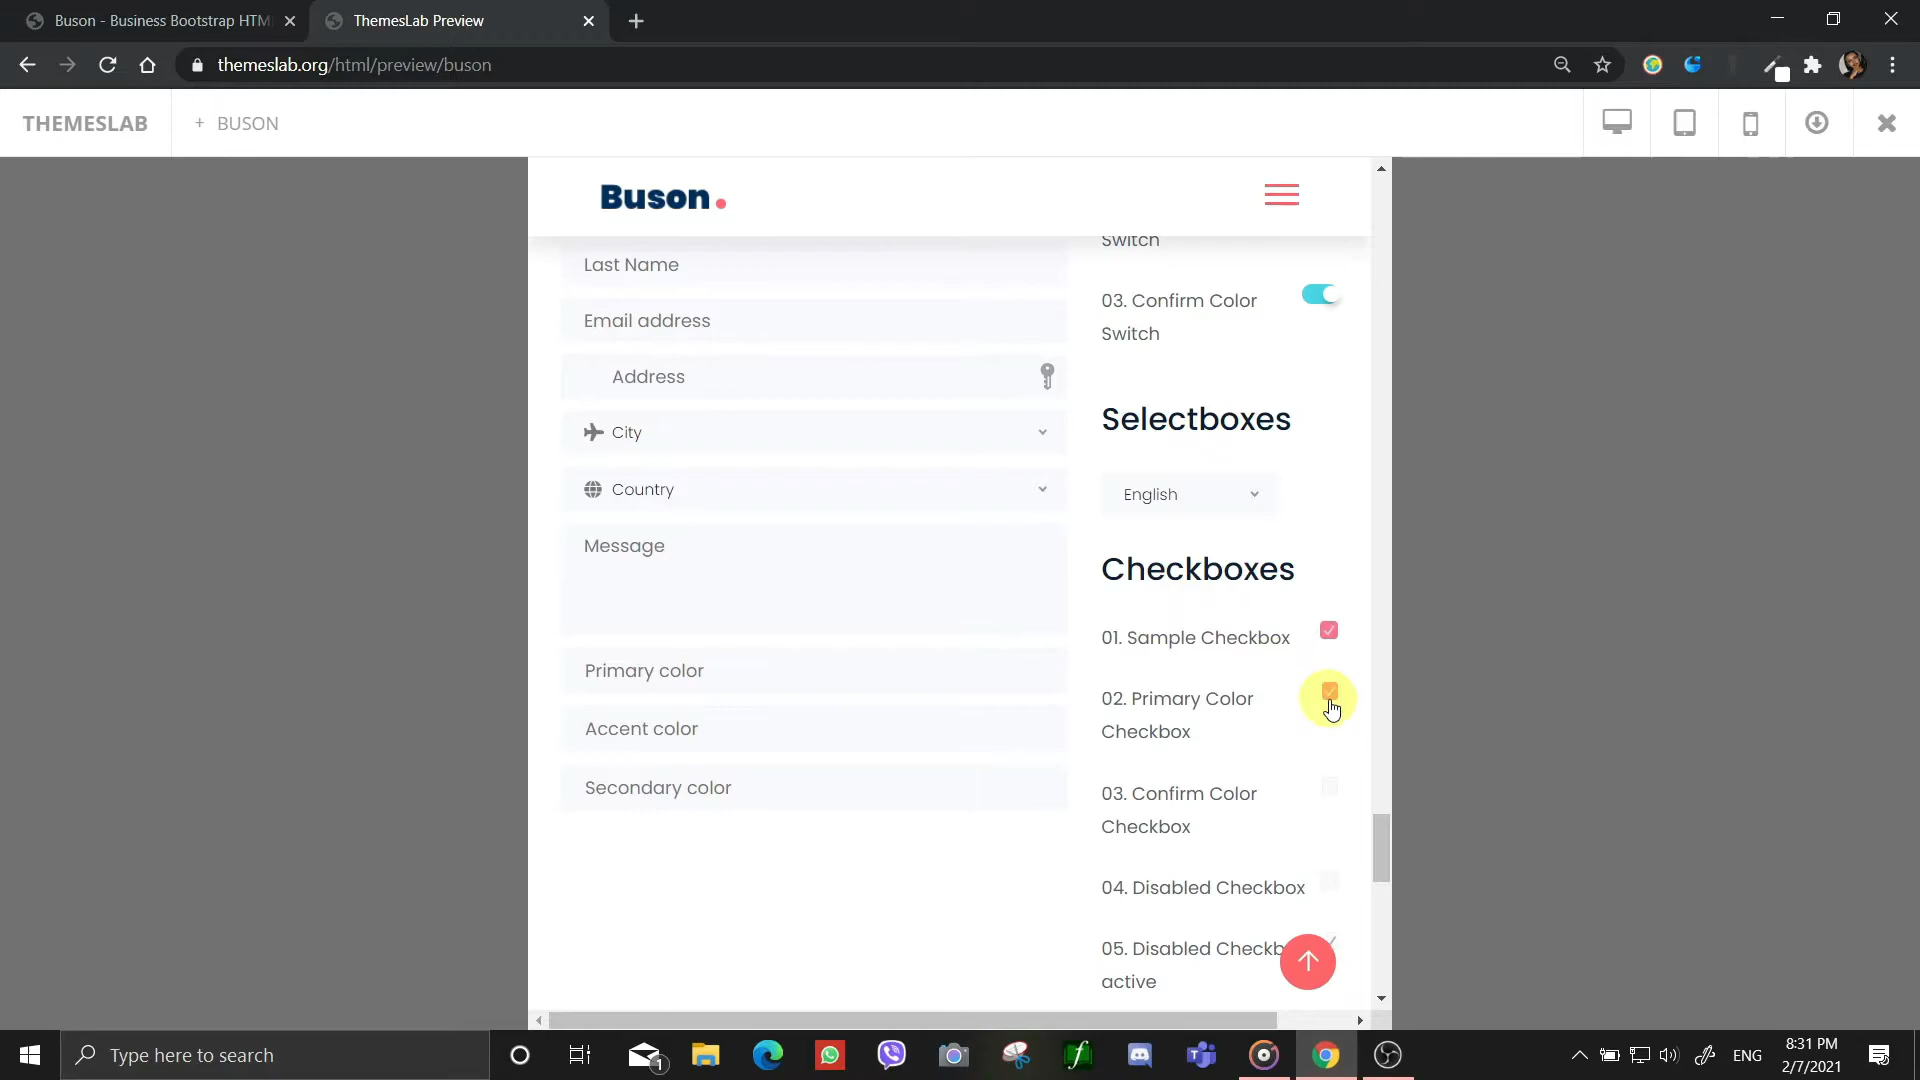 Buson - Business Bootstrap HTM
ThemesLab Preview
themeslab.org/html/preview/buson
THEMESLAB
+ BUSON
Buson.
Last Name
Email address
Address
City
Country
Message
Primary color
Accent color
Secondary color
Switch
03. Confirm Color
Switch
Selectboxes
English
Checkboxes
01. Sample Checkbox
02. Primary Color
Checkbox
03. Confirm Color
Checkbox
04. Disabled Checkbox
05. Disabled Checkb
active
Type here to search
1
ENG
8:31 PM
2/7/2021